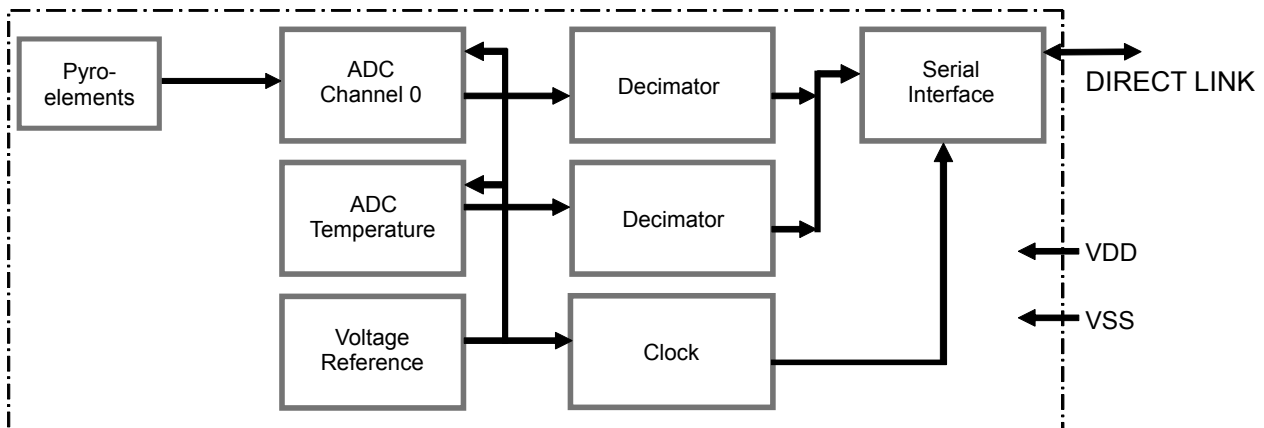 Pyro-
elements
ADC
Channel 0
Decimator
Serial
Interface
DIRECT LINK
ADC
Temperature
Decimator
VDD
VSS
Voltage
Reference
Clock